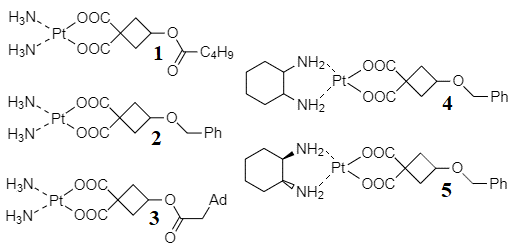 H3N OOC O
Pt
H3N OOC 1 C4H9
O
H3N OOC O
Pt Ph
H3N OOC 2
H3N OOC O Ad
Pt
H3N OOC 3
O
NH2 OOC O Ph
Pt
NH2 OOC 4
NH2 OOC O Ph
Pt
NH2 OOC 5